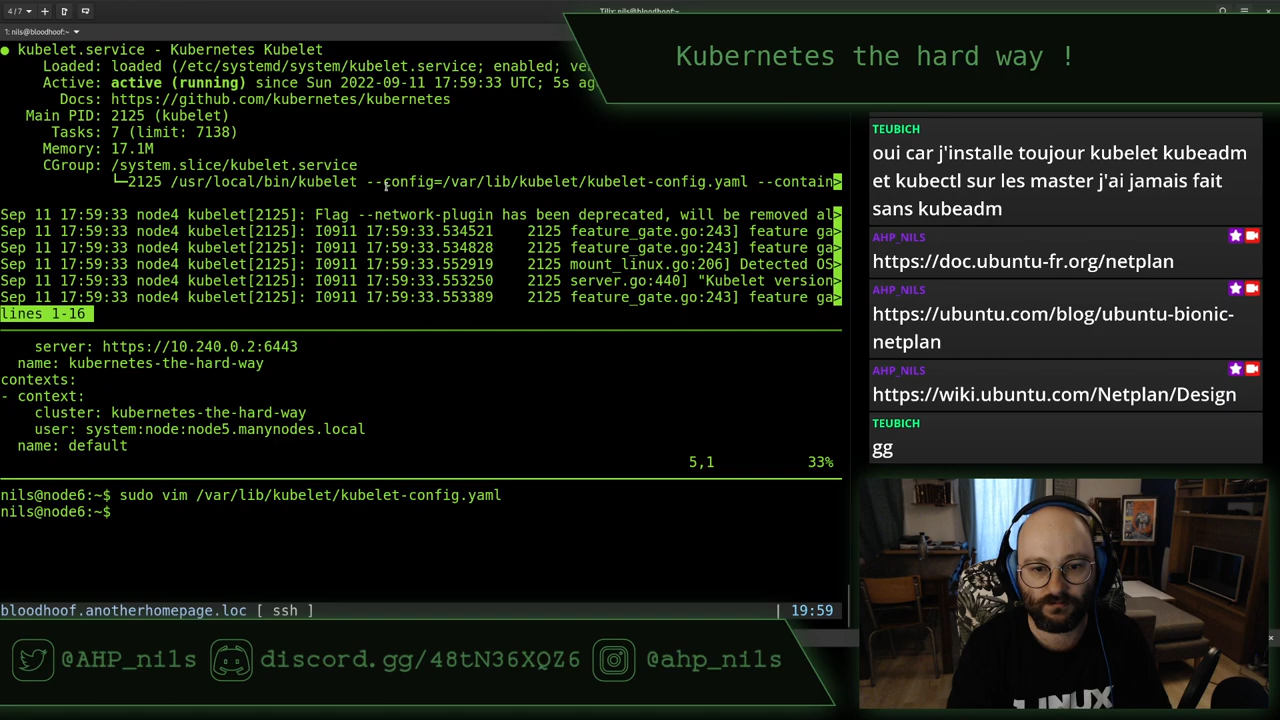 4/7
Tilix: nils@bloodhoof:~
1: nils@bloodhoof:~
● kubelet.service - Kubernetes Kubelet
Loaded: loaded (/etc/systemd/system/kubelet.service; enabled; ve
Active: active (running) since Sun 2022-09-11 17:59:33 UTC; 5s ag
Docs: https://github.com/kubernetes/kubernetes
Main PID: 2125 (kubelet)
Tasks: 7 (limit: 7138)
Memory: 17.1M
CGroup: /system.slice/kubelet.service
└─2125 /usr/local/bin/kubelet --config=/var/lib/kubelet/kubelet-config.yaml --contain>
Sep 11 17:59:33 node4 kubelet[2125]: Flag --network-plugin has been deprecated, will be removed al>
Sep 11 17:59:33 node4 kubelet[2125]: I0911 17:59:33.534521 2125 feature_gate.go:243] feature ga>
Sep 11 17:59:33 node4 kubelet[2125]: I0911 17:59:33.534828 2125 feature_gate.go:243] feature ga>
Sep 11 17:59:33 node4 kubelet[2125]: I0911 17:59:33.552919 2125 mount_linux.go:206] Detected OS>
Sep 11 17:59:33 node4 kubelet[2125]: I0911 17:59:33.553250 2125 server.go:440] "Kubelet version>
Sep 11 17:59:33 node4 kubelet[2125]: I0911 17:59:33.553389 2125 feature_gate.go:243] feature ga>
lines 1-16
server: https://10.240.0.2:6443
name: kubernetes-the-hard-way
contexts:
- context:
cluster: kubernetes-the-hard-way
user: system:node:node5.manynodes.local
name: default
5,1 33%
nils@node6:~$ sudo vim /var/lib/kubelet/kubelet-config.yaml
nils@node6:~$
bloodhoof.anotherhomepage.loc [ ssh ] | 19:59
Kubernetes the hard way !
TEUBICH
oui car j'installe toujour kubelet kubeadm
et kubectl sur les master j'ai jamais fait
sans kubeadm
AHP_NILS
https://doc.ubuntu-fr.org/netplan
AHP_NILS
https://ubuntu.com/blog/ubuntu-bionic-
netplan
AHP_NILS
https://wiki.ubuntu.com/Netplan/Design
TEUBICH
gg
LINUX
@AHP_nils discord.gg/48tN36XQZ6 @ahp_nils